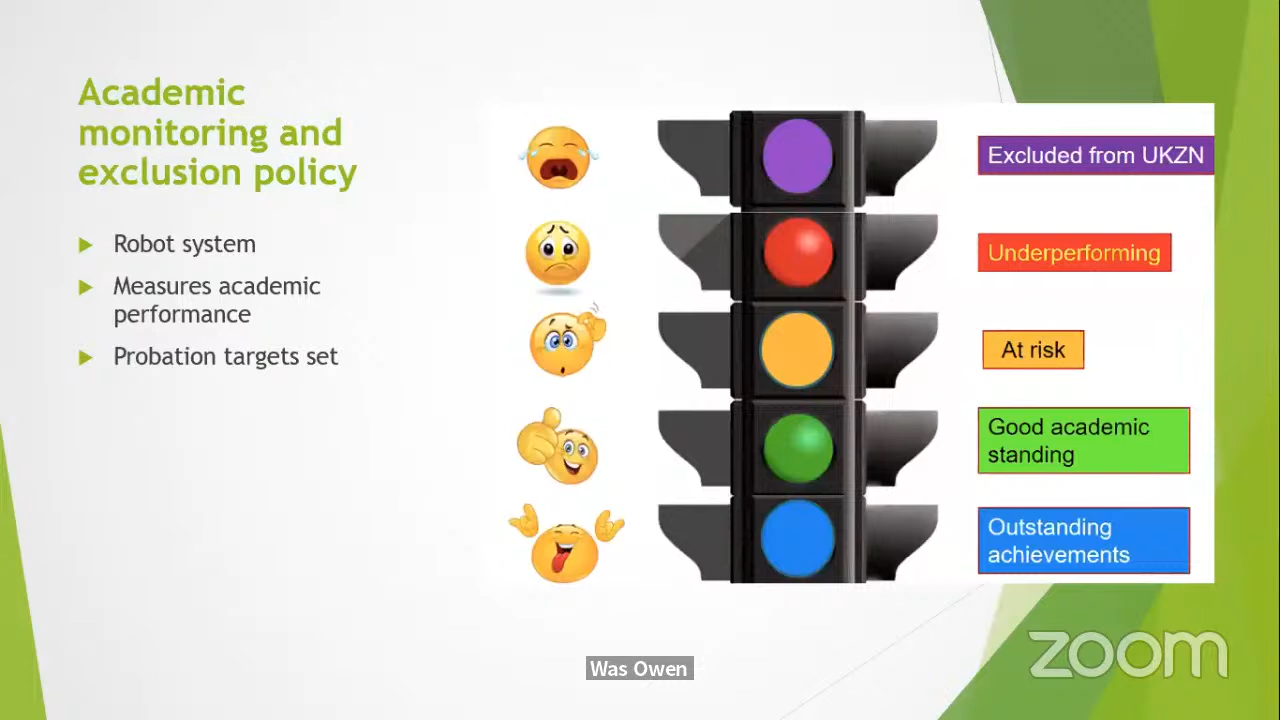 Academic
monitoring and
exclusion policy
Robot system
Measures academic
performance
Probation targets set
Excluded from UKZN
Underperforming
At risk
Good academic
standing
Outstanding
achievements
Was Owen
zoom